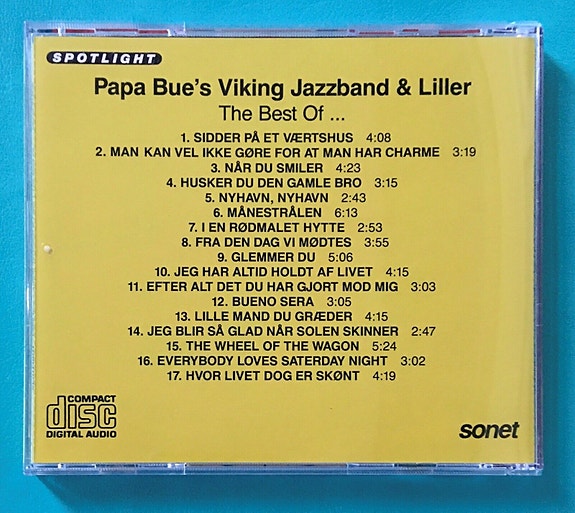 SPOTLIGHT
Papa Bue's Viking Jazzband & Liller
The Best Of ...
1. SIDDER PÅ ET VÆRTSHUS 4:08
2. MAN KAN VEL IKKE GØRE FOR AT MAN HAR CHARME 3:19
3. NÅR DU SMILER 4:23
4. HUSKER DU DEN GAMLE BRO 3:15
5. NYHAVN, NYHAVN 2:43
6. MÅNESTRÅLEN 6:13
7. I EN RØDMALET HYTTE 2:53
8. FRA DEN DAG VI MØDTES 3:55
9. GLEMMER DU 5:06
10. JEG HAR ALTID HOLDT AF LIVET 4:15
11. EFTER ALT DET DU HAR GJORT MOD MIG 3:03
12. BUENO SERA 3:05
13. LILLE MAND DU GRÆDER 4:15
14. JEG BLIR SÅ GLAD NÅR SOLEN SKINNER 2:47
15. THE WHEEL OF THE WAGON 5:24
16. EVERYBODY LOVES SATERDAY NIGHT 3:02
17. HVOR LIVET DOG ER SKØNT 4:19
COMPACT
disc
DIGITAL AUDIO
sonet